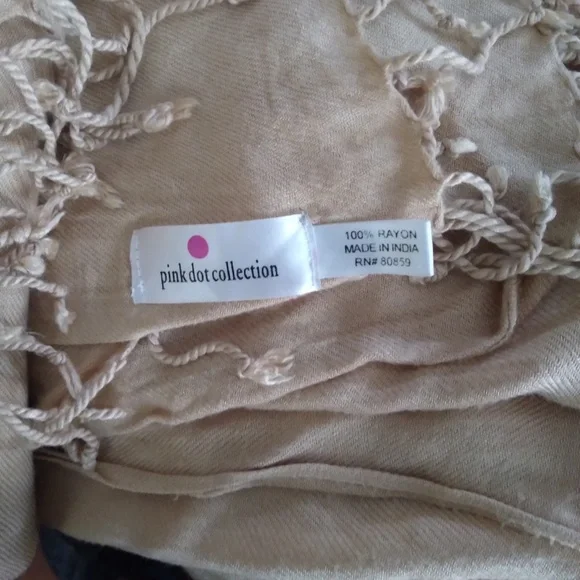 pink dot collection
100% RAYON
MADE IN INDIA
RN# 80859